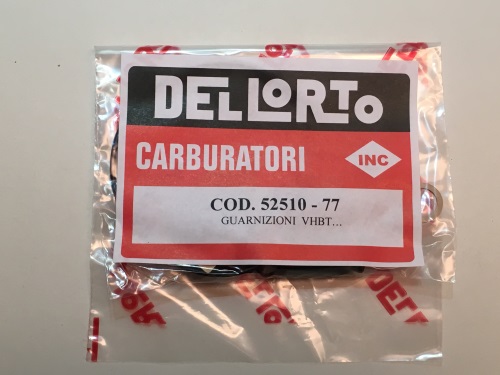 DELLORTO
CARBURATORI
INC
COD. 52510 - 77
GUARNIZIONI VHBT...